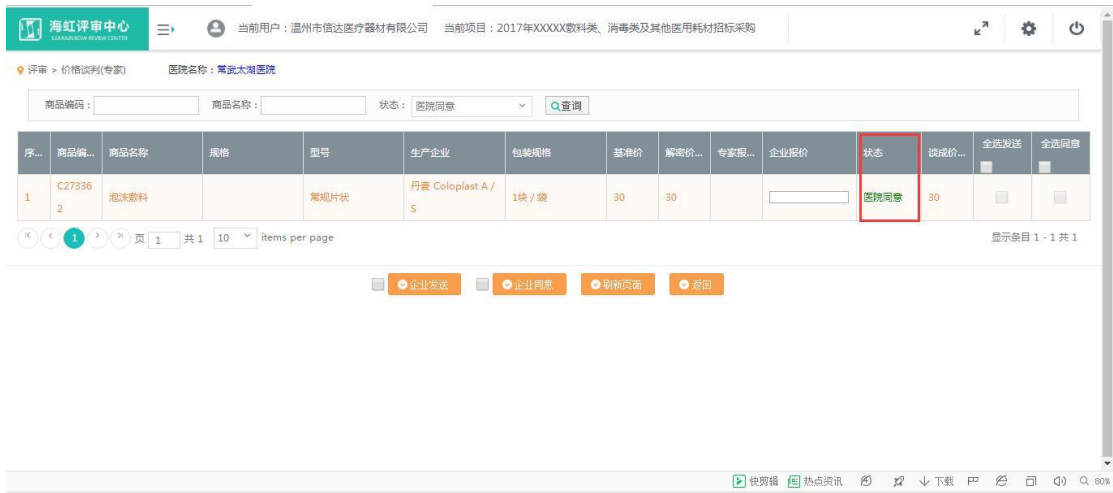 海红评审中心
SEARAINBOW REVIEW CENTER
当前用户：温州市信达医疗器材有限公司 当前项目：2017年XXXXX敷料类、消毒类及其他医用耗材招标采购
评审 > 价格谈判(专家) 医院名称：常武太湖医院
商品编码： 商品名称： 状态： 医院同意 查询
序... 商品编... 商品名称 规格 型号 生产企业 包装规格 基准价 解密价... 专家报... 企业报价 状态 谈成价... 全选发送 全选同意
1 C273362 泡沫敷料 常规片状 丹麦 Coloplast A / S 1块 / 袋 30 30 医院同意 30
1 页 1 共 1 10 items per page 显示条目 1 - 1 共 1
企业发送 企业同意 刷新页面 返回
快剪辑 热点资讯 下载 80%